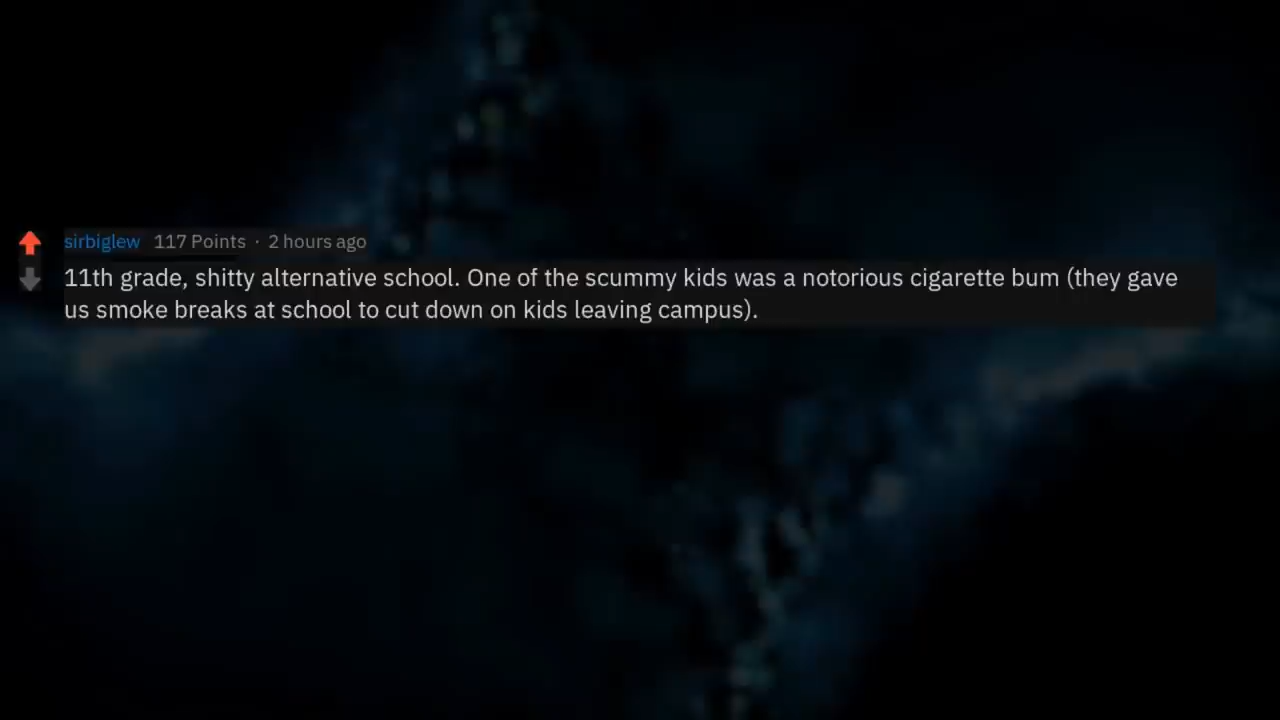 sirbiglew 117 Points · 2 hours ago
11th grade, shitty alternative school. One of the scummy kids was a notorious cigarette bum (they gave
us smoke breaks at school to cut down on kids leaving campus).